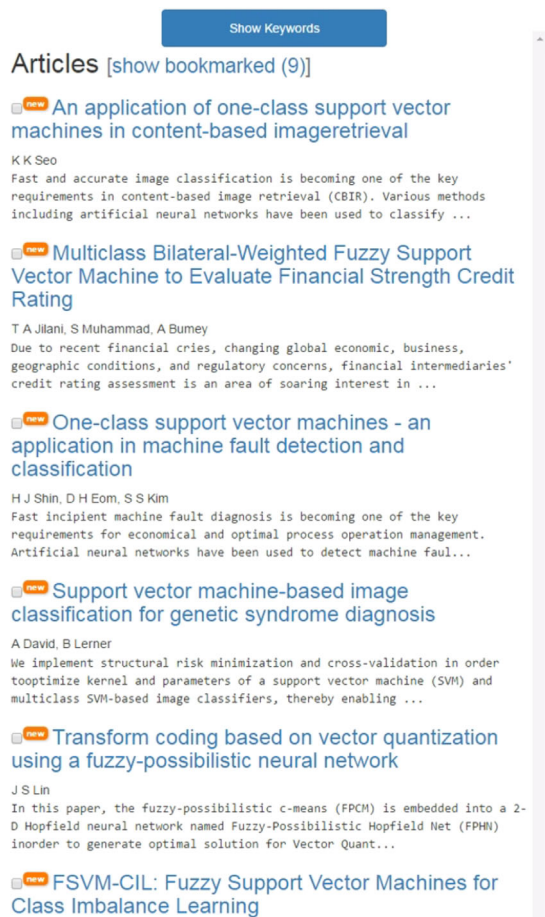 Show Keywords
Articles [show bookmarked (9)]
new An application of one-class support vector
machines in content-based imageretrieval
K K Seo
Fast and accurate image classification is becoming one of the key
requirements in content-based image retrieval (CBIR). Various methods
including artificial neural networks have been used to classify ...
new Multiclass Bilateral-Weighted Fuzzy Support
Vector Machine to Evaluate Financial Strength Credit
Rating
T A Jilani, S Muhammad, A Burney
Due to recent financial cries, changing global economic, business,
geographic conditions, and regulatory concerns, financial intermediaries'
credit rating assessment is an area of soaring interest in ...
new One-class support vector machines - an
application in machine fault detection and
classification
H J Shin, D H Eom, S S Kim
Fast incipient machine fault diagnosis is becoming one of the key
requirements for economical and optimal process operation management.
Artificial neural networks have been used to detect machine faul...
new Support vector machine-based image
classification for genetic syndrome diagnosis
A David, B Lerner
We implement structural risk minimization and cross-validation in order
tooptimize kernel and parameters of a support vector machine (SVM) and
multiclass SVM-based image classifiers, thereby enabling ...
new Transform coding based on vector quantization
using a fuzzy-possibilistic neural network
J S Lin
In this paper, the fuzzy-possibilistic c-means (FPCM) is embedded into a 2-
D Hopfield neural network named Fuzzy-Possibilistic Hopfield Net (FPHN)
inorder to generate optimal solution for Vector Quant...
new FSVM-CIL: Fuzzy Support Vector Machines for
Class Imbalance Learning